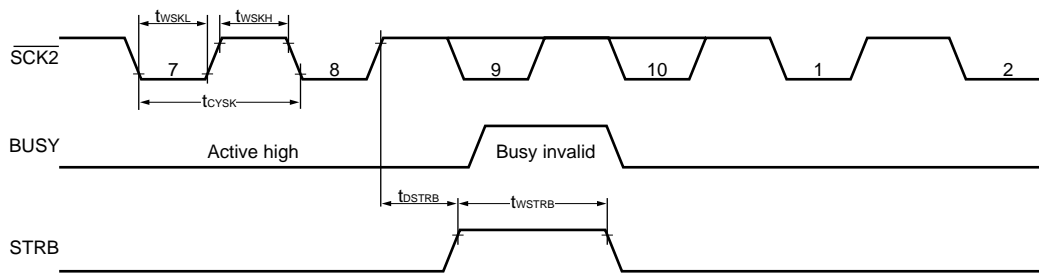 tWSKL tWSKH
SCK2 7 8 9 10 1 2
tCYSK
BUSY Active high Busy invalid
tDSTRB tWSTRB
STRB